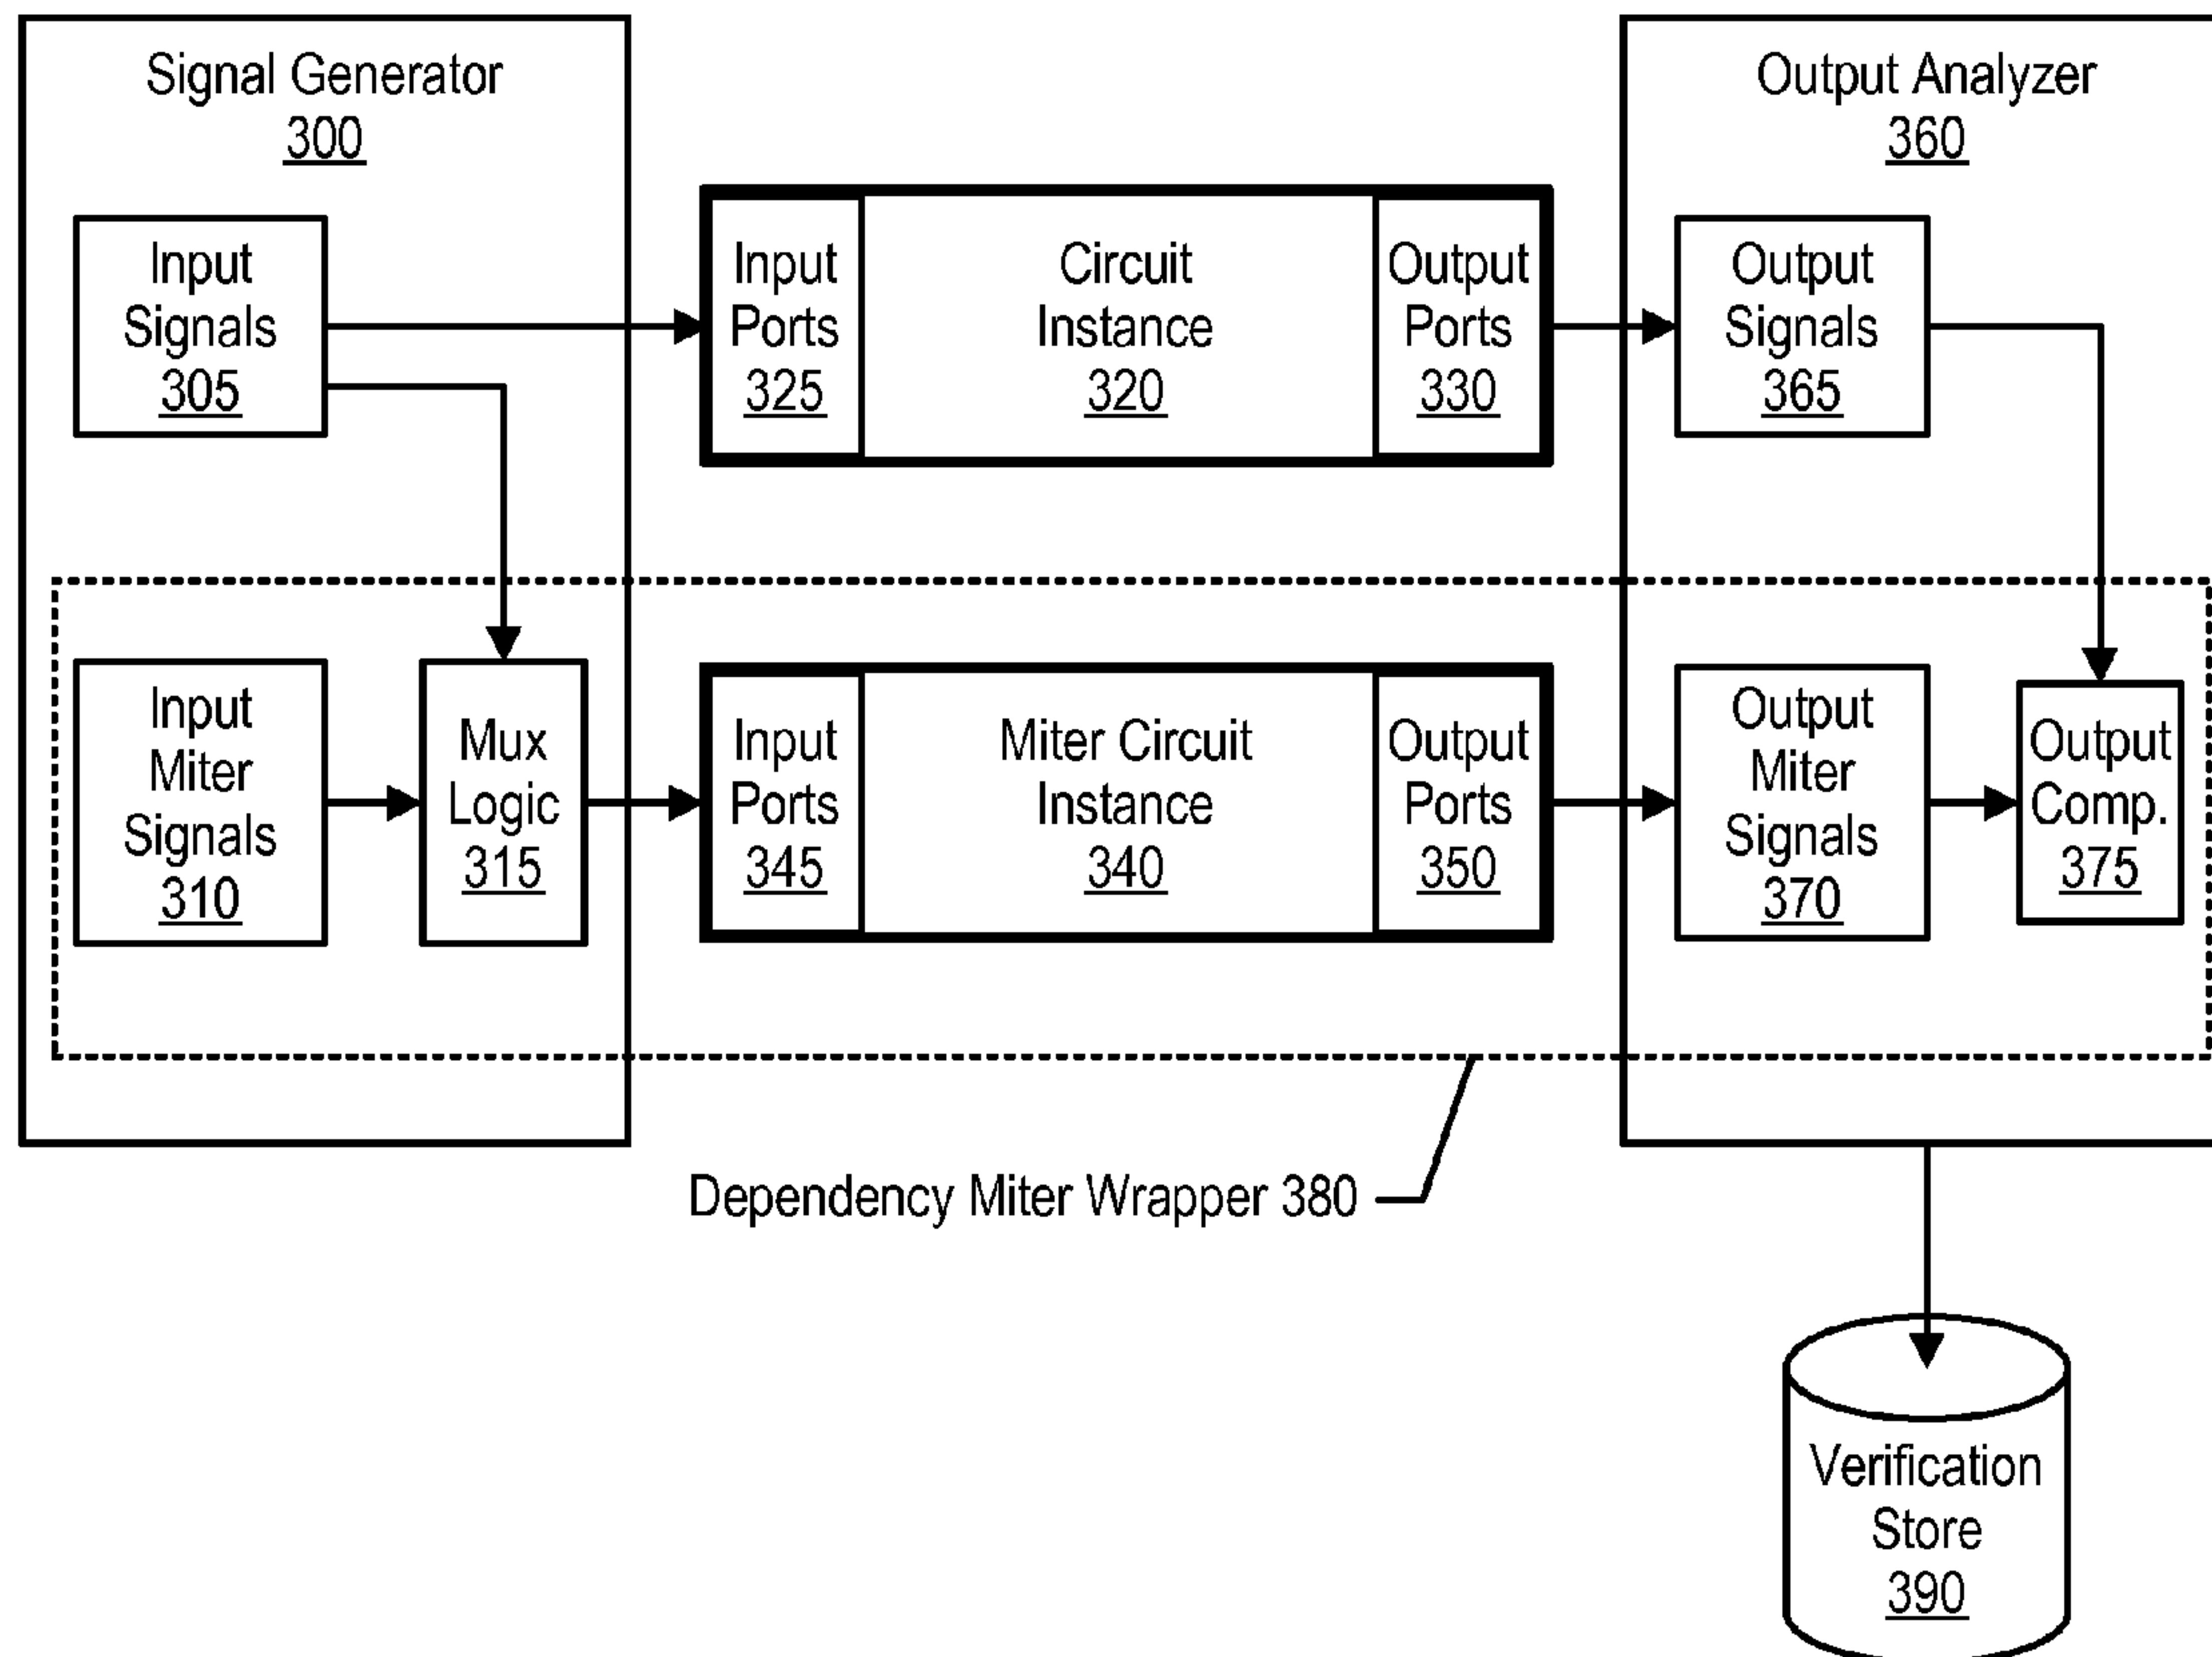 Signal Generator
300
Output Analyzer
360
Input
Signals
305
Input
Ports
325
Circuit
Instance
320
Output
Ports
330
Output
Signals
365
Input
Miter
Signals
310
Mux
Logic
315
Input
Ports
345
Miter Circuit
Instance
340
Output
Ports
350
Output
Miter
Signals
370
Output
Comp.
375
Dependency Miter Wrapper 380
Verification
Store
390